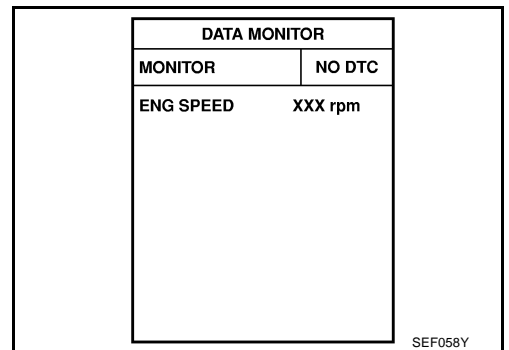 DATA MONITOR
MONITOR NO DTC
ENG SPEED XXX rpm
SEF058Y